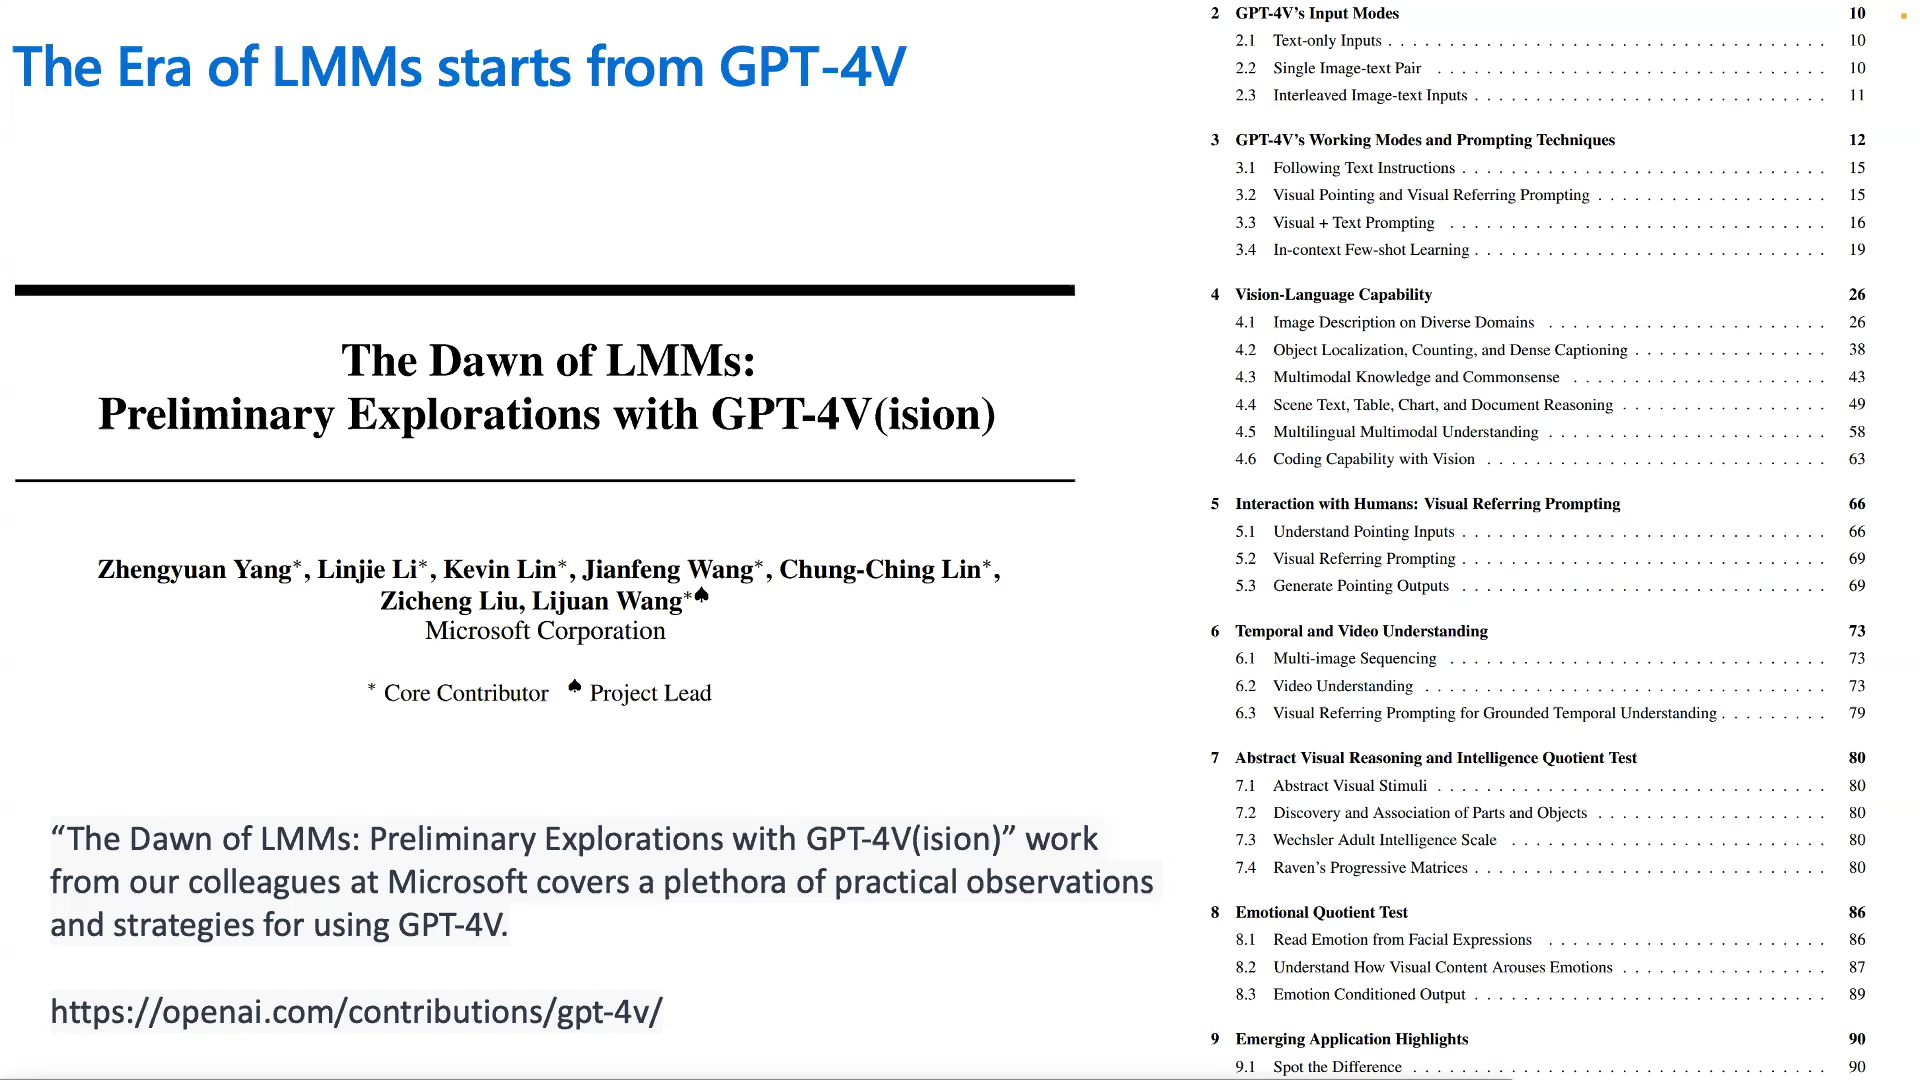 The Era of LMMs starts from GPT-4V
The Dawn of LMMs:
Preliminary Explorations with GPT-4V(ision)
Zhengyuan Yang*, Linjie Li*, Kevin Lin*, Jianfeng Wang*, Chung-Ching Lin*,
Zicheng Liu, Lijuan Wang*♠
Microsoft Corporation
* Core Contributor ♠ Project Lead
“The Dawn of LMMs: Preliminary Explorations with GPT-4V(ision)” work
from our colleagues at Microsoft covers a plethora of practical observations
and strategies for using GPT-4V.
https://openai.com/contributions/gpt-4v/
2 GPT-4V’s Input Modes 10
2.1 Text-only Inputs . . . . . . . . . . 10
2.2 Single Image-text Pair . . . . . . . . . . 10
2.3 Interleaved Image-text Inputs . . . . . . . . . . 11
3 GPT-4V’s Working Modes and Prompting Techniques 12
3.1 Following Text Instructions . . . . . . . . . . 15
3.2 Visual Pointing and Visual Referring Prompting . . . . . . . . . . 15
3.3 Visual + Text Prompting . . . . . . . . . . 16
3.4 In-context Few-shot Learning . . . . . . . . . . 19
4 Vision-Language Capability 26
4.1 Image Description on Diverse Domains . . . . . . . . . . 26
4.2 Object Localization, Counting, and Dense Captioning . . . . . . . . . . 38
4.3 Multimodal Knowledge and Commonsense . . . . . . . . . . 43
4.4 Scene Text, Table, Chart, and Document Reasoning . . . . . . . . . . 49
4.5 Multilingual Multimodal Understanding . . . . . . . . . . 58
4.6 Coding Capability with Vision . . . . . . . . . . 63
5 Interaction with Humans: Visual Referring Prompting 66
5.1 Understand Pointing Inputs . . . . . . . . . . 66
5.2 Visual Referring Prompting . . . . . . . . . . 69
5.3 Generate Pointing Outputs . . . . . . . . . . 69
6 Temporal and Video Understanding 73
6.1 Multi-image Sequencing . . . . . . . . . . 73
6.2 Video Understanding . . . . . . . . . . 73
6.3 Visual Referring Prompting for Grounded Temporal Understanding . . . . . . . . . 79
7 Abstract Visual Reasoning and Intelligence Quotient Test 80
7.1 Abstract Visual Stimuli . . . . . . . . . . 80
7.2 Discovery and Association of Parts and Objects . . . . . . . . . . 80
7.3 Wechsler Adult Intelligence Scale . . . . . . . . . . 80
7.4 Raven’s Progressive Matrices . . . . . . . . . . 80
8 Emotional Quotient Test 86
8.1 Read Emotion from Facial Expressions . . . . . . . . . . 86
8.2 Understand How Visual Content Arouses Emotions . . . . . . . . . . 87
8.3 Emotion Conditioned Output . . . . . . . . . . 89
9 Emerging Application Highlights 90
9.1 Spot the Difference . . . . . . . . . . 90